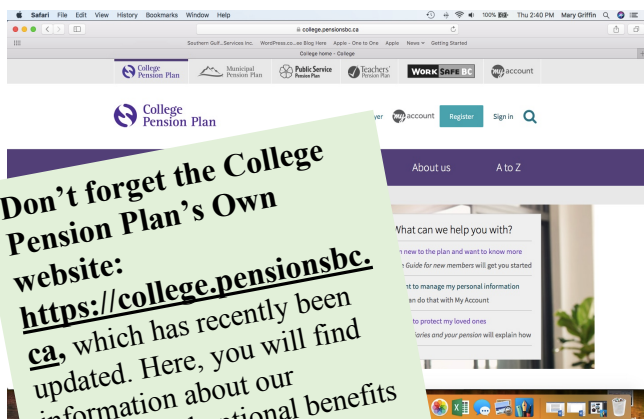 Safari File Edit View History Bookmarks Window Help 100% Thu 2:40 PM Mary Griffin
college.pensionsbc.ca
Southern Gulf...Services Inc. WordPress.co...ee Blog Here Apple - One to One Apple News Getting Started
College home - College
College Pension Plan Municipal Pension Plan Public Service Pension Plan Teachers' Pension Plan WORK SAFE BC my account
College
Pension Plan
my account Register Sign in
About us A to Z
What can we help you with?
new to the plan and want to know more
Guide for new members will get you started
to manage my personal information
can do that with My Account
to protect my loved ones
and your pension will explain how
Don't forget the College
Pension Plan's Own
website:
https://college.pensionsbc.
ca, which has recently been
updated. Here, you will find
information about our
benefits